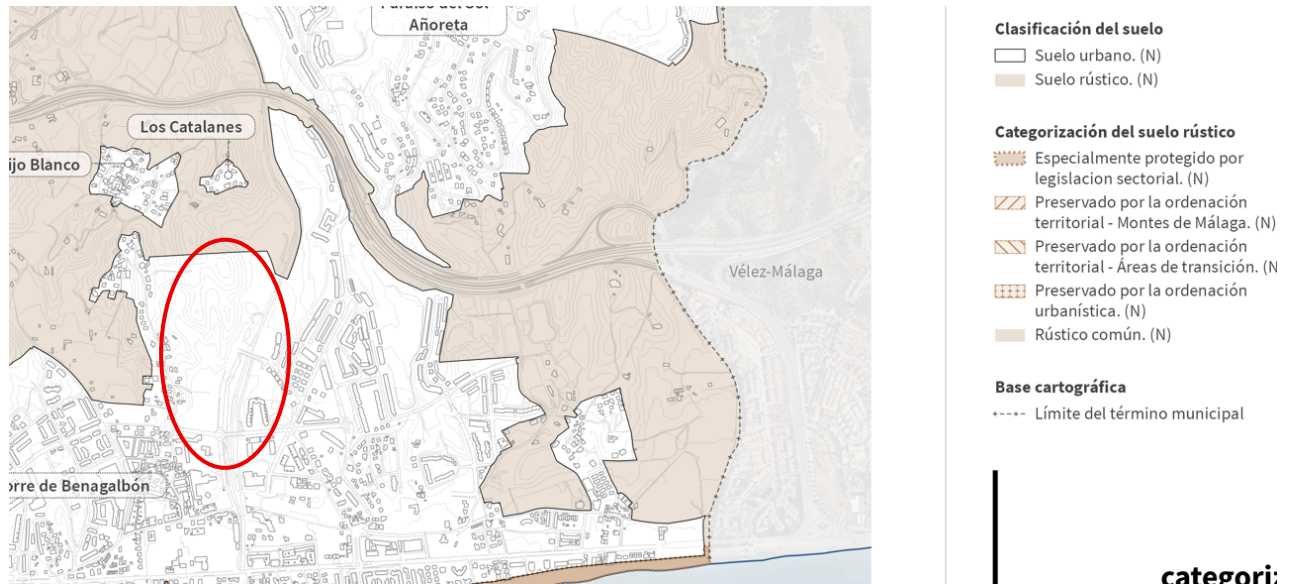 Añoreta
Los Catalanes
ijo Blanco
Vélez-Málaga
orre de Benagalbón
Clasificación del suelo
Suelo urbano. (N)
Suelo rústico. (N)
Categorización del suelo rústico
Especialmente protegido por
legislacion sectorial. (N)
Preservado por la ordenación
territorial - Montes de Málaga. (N)
Preservado por la ordenación
territorial - Áreas de transición. (N
Preservado por la ordenación
urbanística. (N)
Rústico común. (N)
Base cartográfica
Límite del término municipal
categoriz